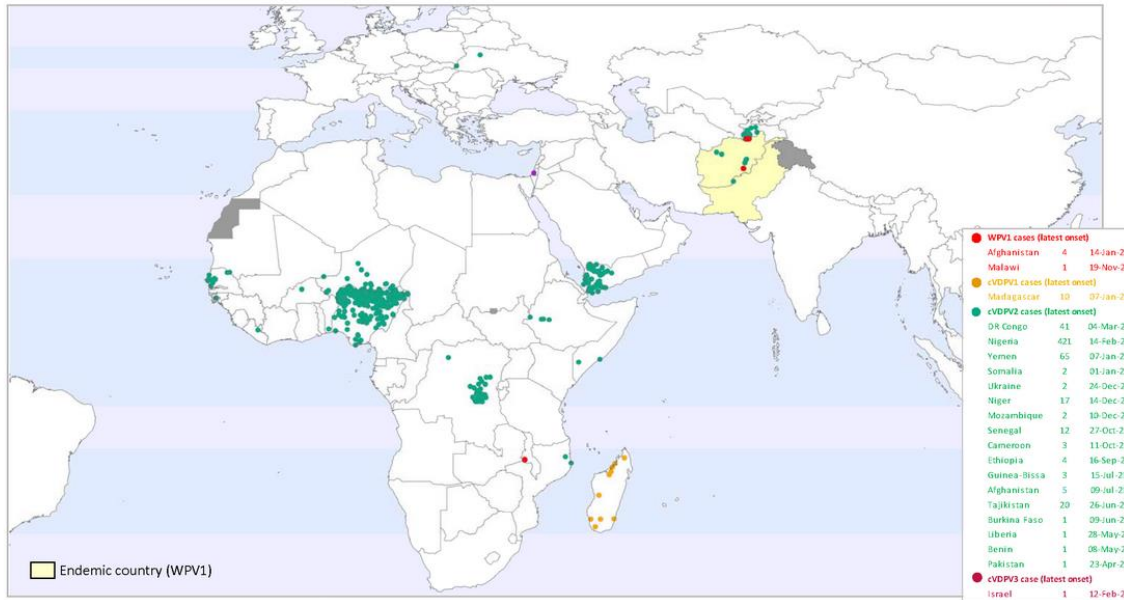 WPV1 cases (latest onset)
Afghanistan 4 14-Jan-2
Malawi 1 19-Nov-2
cVDPV1 cases (latest onset)
Madagascar 10 07-Jan-2
cVDPV2 cases (latest onset)
DR Congo 41 04-Mar-2
Nigeria 421 14-Feb-2
Yemen 65 07-Jan-2
Somalia 2 01-Jan-2
Ukraine 2 24-Dec-2
Niger 17 14-Dec-2
Mozambique 2 10-Dec-2
Senegal 12 27-Oct-2
Cameroon 3 11-Oct-2
Ethiopia 4 16-Sep-2
Guinea-Bissa 3 15-Jul-2
Afghanistan 5 09-Jul-2
Tajikistan 20 26-Jun-2
Burkina Faso 1 09-Jun-2
Liberia 1 28-May-2
Benin 1 08-May-2
Pakistan 1 23-Apr-2
cVDPV3 case (latest onset)
Israel 1 12-Feb-2
Endemic country (WPV1)